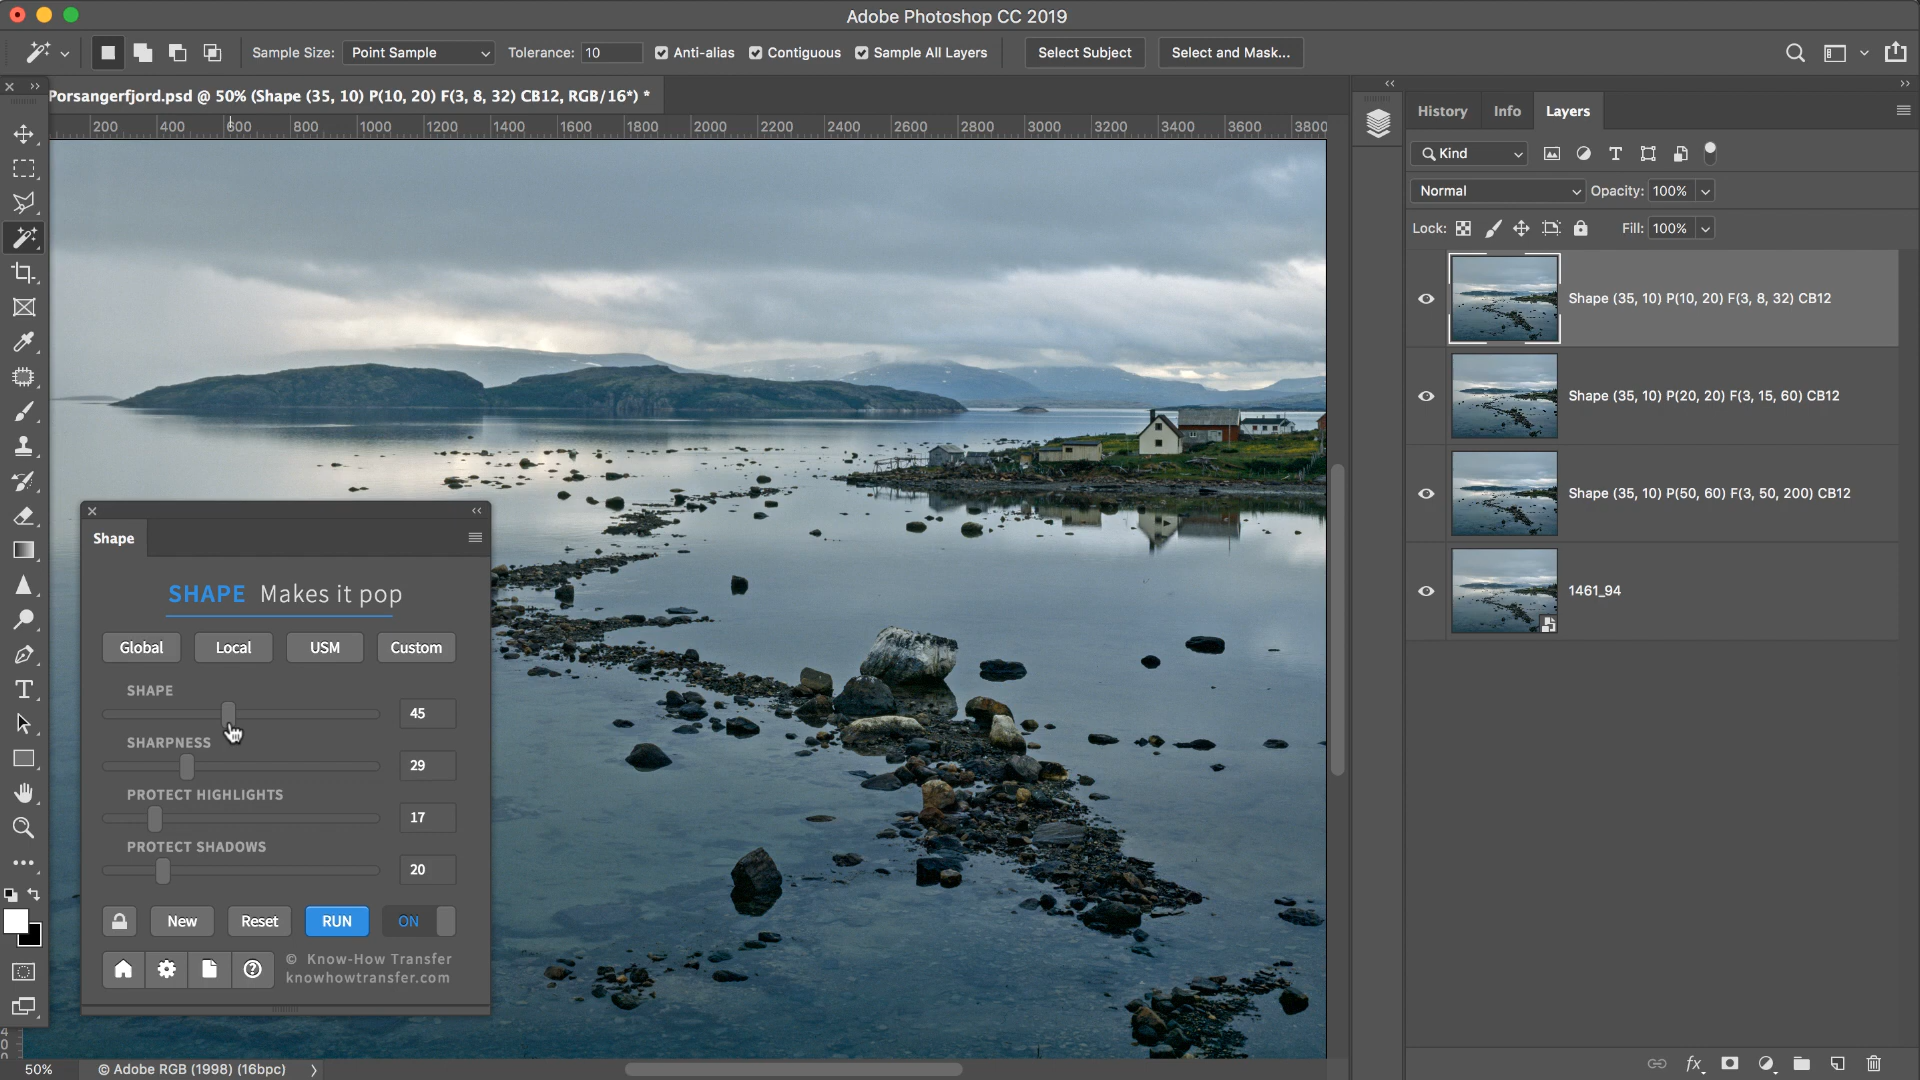 Adobe Photoshop CC 2019
Sample Size: Point Sample Tolerance: 10 Anti-alias Contiguous Sample All Layers Select Subject Select and Mask...
Porsangerfjord.psd @ 50% (Shape (35, 10) P(10, 20) F(3, 8, 32) CB12, RGB/16*) *
200 400 600 800 1000 1200 1400 1600 1800 2000 2200 2400 2600 2800 3000 3200 3400 3600 3800
History Info Layers
Kind
Normal Opacity: 100%
Lock: Fill: 100%
Shape (35, 10) P(10, 20) F(3, 8, 32) CB12
Shape (35, 10) P(20, 20) F(3, 15, 60) CB12
Shape (35, 10) P(50, 60) F(3, 50, 200) CB12
1461_94
Shape
SHAPE Makes it pop
Global Local USM Custom
SHAPE
45
SHARPNESS
29
PROTECT HIGHLIGHTS
17
PROTECT SHADOWS
20
New Reset RUN ON
© Know-How Transfer
knowhowtransfer.com
50% © Adobe RGB (1998) (16bpc)